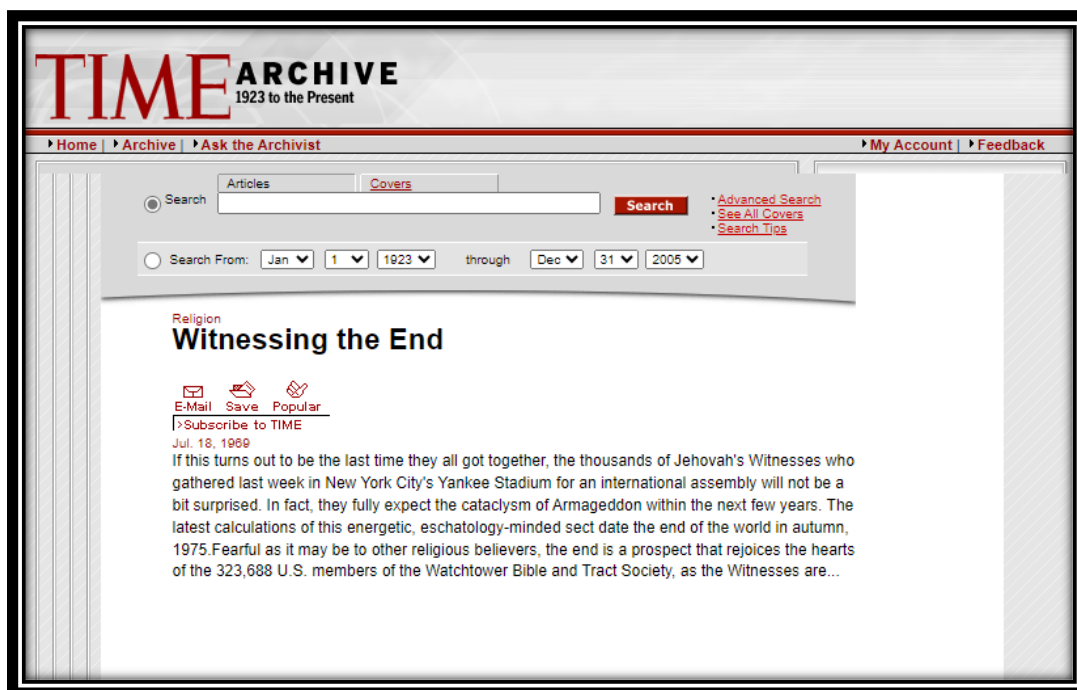 TIME ARCHIVE
1923 to the Present
Home | Archive | Ask the Archivist
My Account | Feedback
Articles Covers
Search Search
Advanced Search
See All Covers
Search Tips
Search From: Jan 1 1923 through Dec 31 2005
Religion
Witnessing the End
E-Mail Save Popular
>Subscribe to TIME
Jul. 18, 1969
If this turns out to be the last time they all got together, the thousands of Jehovah's Witnesses who
gathered last week in New York City's Yankee Stadium for an international assembly will not be a
bit surprised. In fact, they fully expect the cataclysm of Armageddon within the next few years. The
latest calculations of this energetic, eschatology-minded sect date the end of the world in autumn,
1975.Fearful as it may be to other religious believers, the end is a prospect that rejoices the hearts
of the 323,688 U.S. members of the Watchtower Bible and Tract Society, as the Witnesses are...